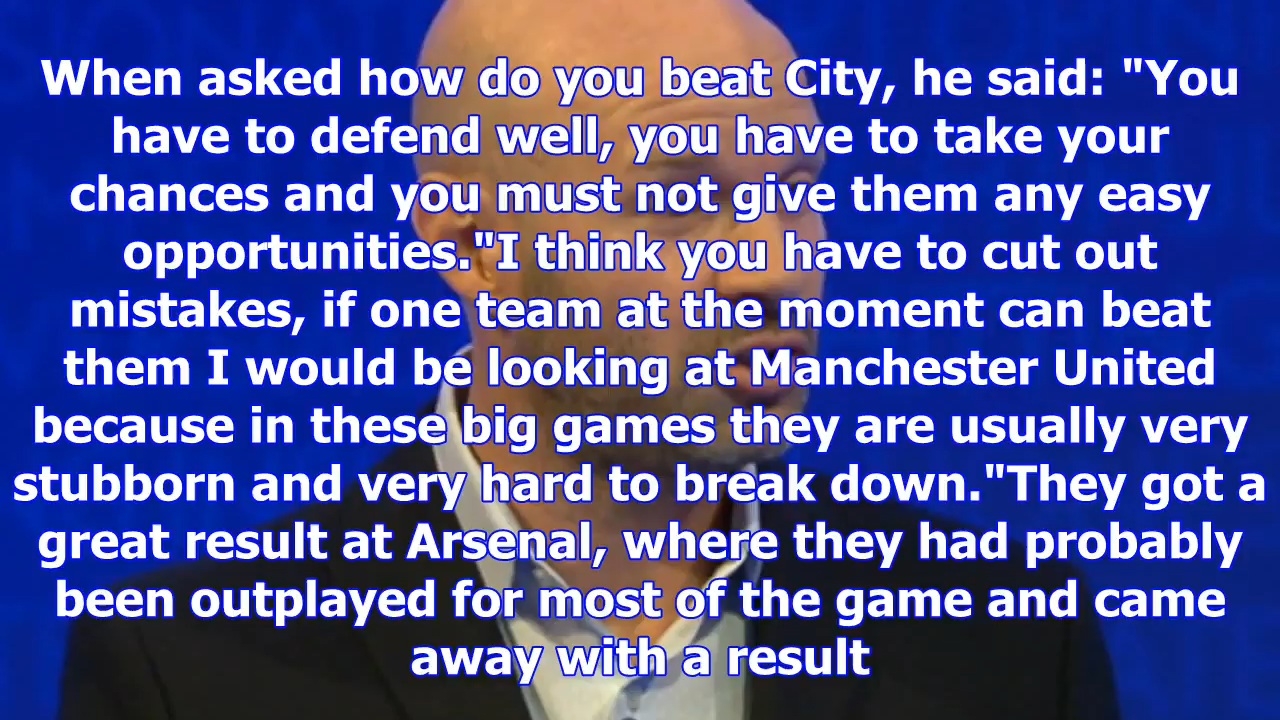 When asked how do you beat City, he said: "You
have to defend well, you have to take your
chances and you must not give them any easy
opportunities."I think you have to cut out
mistakes, if one team at the moment can beat
them I would be looking at Manchester United
because in these big games they are usually very
stubborn and very hard to break down."They got a
great result at Arsenal, where they had probably
been outplayed for most of the game and came
away with a result